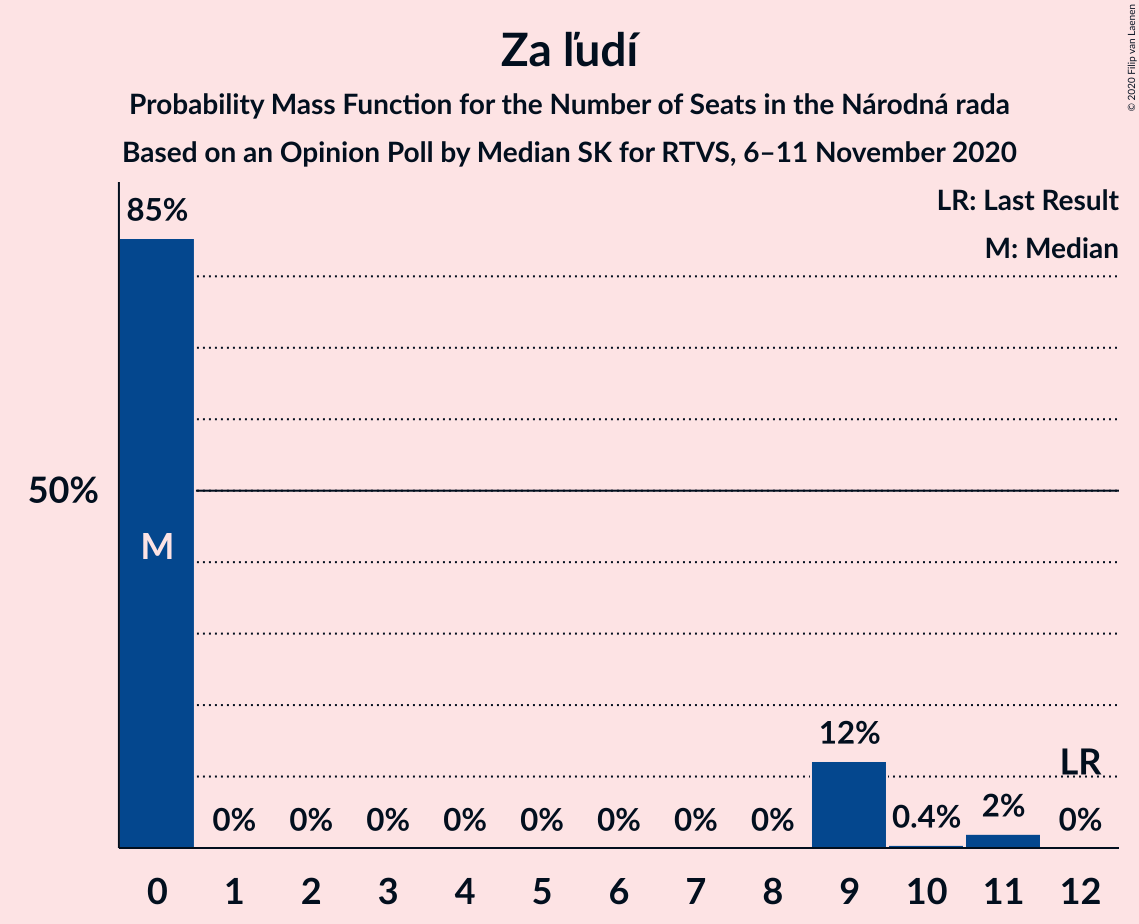 Za ľudí
Probability Mass Function for the Number of Seats in the Národná rada
Based on an Opinion Poll by Median SK for RTVS, 6–11 November 2020
© 2020 Filip van Laenen
LR: Last Result
M: Median
85%
50%
M
12%
LR
0% 0% 0% 0% 0% 0% 0% 0% 0.4% 2% 0%
0 1 2 3 4 5 6 7 8 9 10 11 12